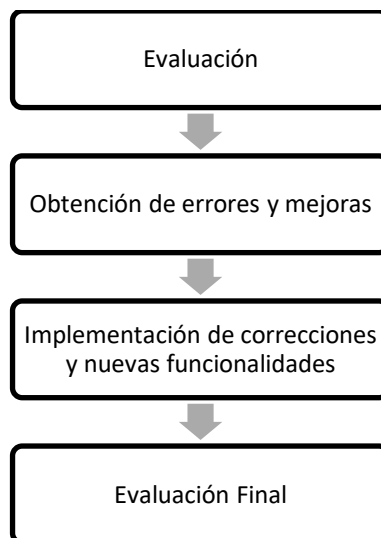 Evaluación
Obtención de errores y mejoras
Implementación de correcciones
y nuevas funcionalidades
Evaluación Final